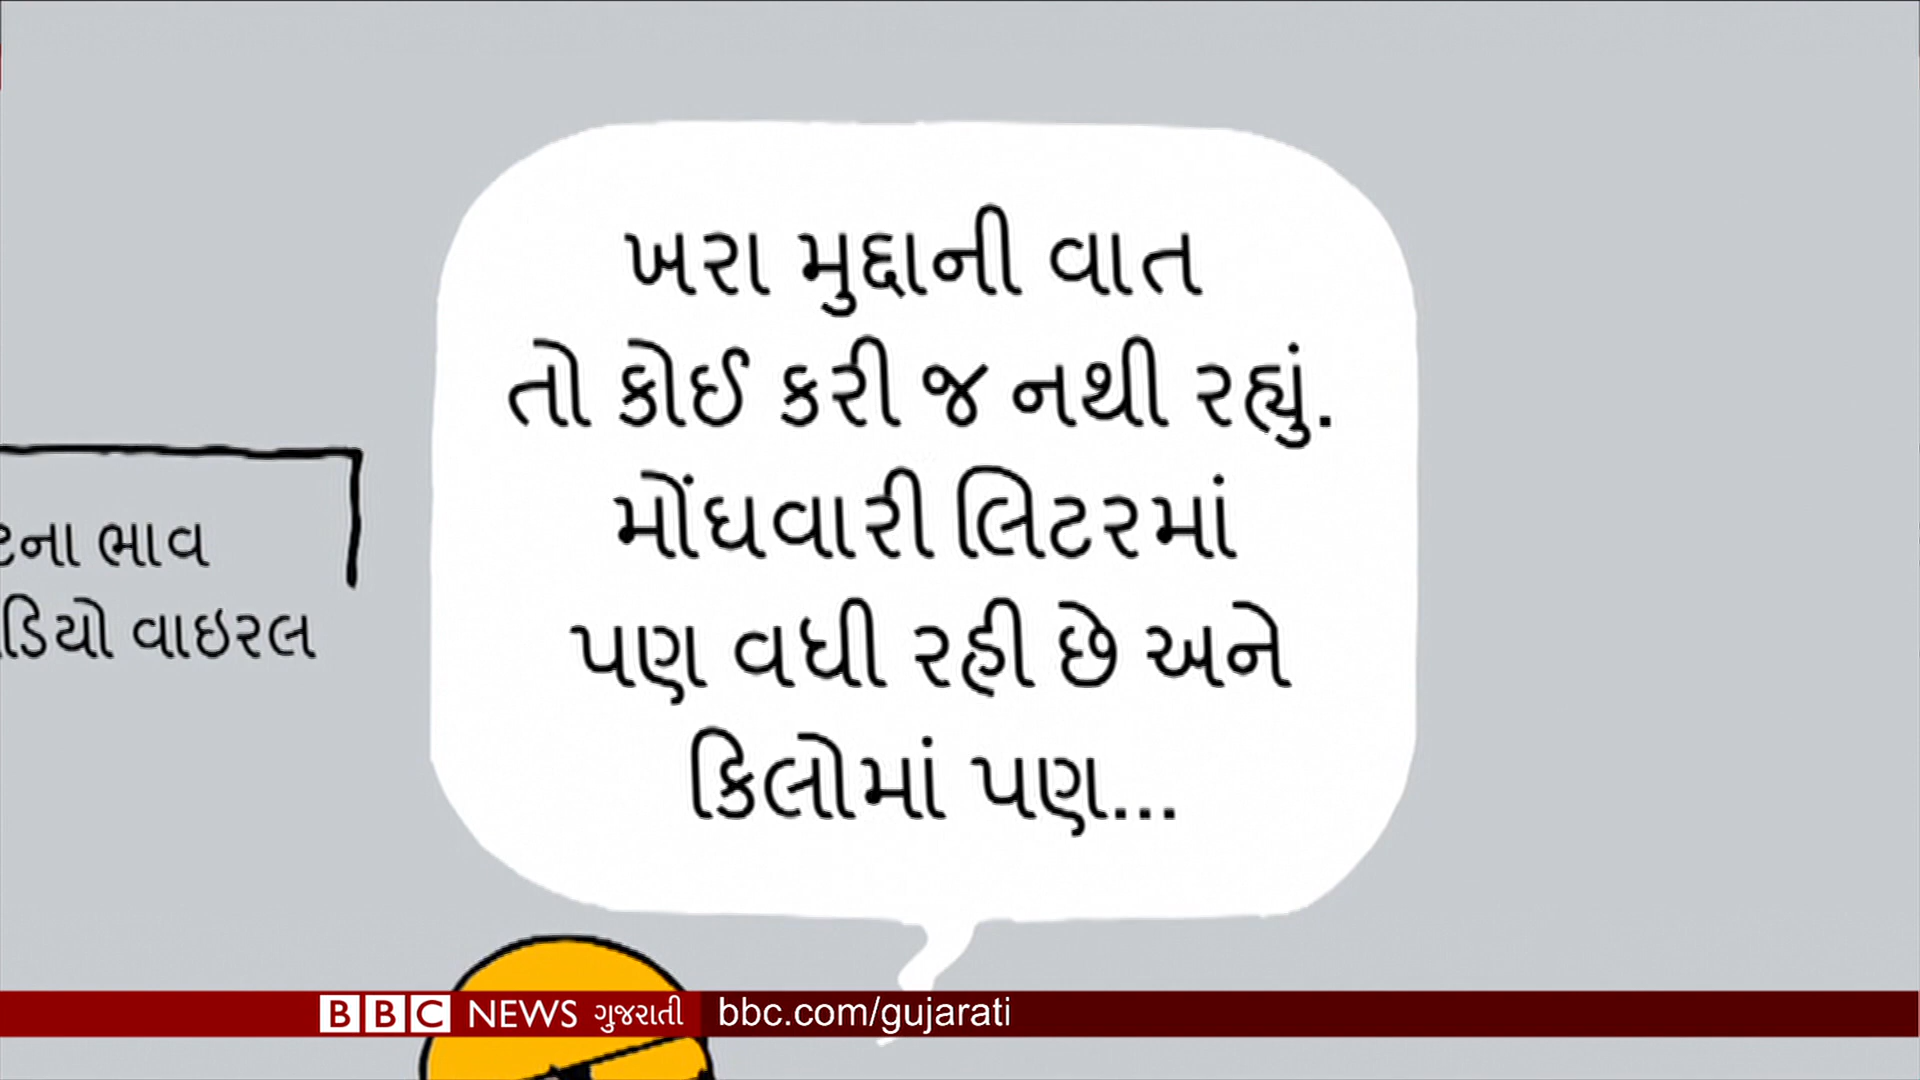 ખરા મુદ્દાની વાત
તો કોઈ કરી જ નથી રહ્યું.
મોંઘવારી લિટરમાં
પણ વધી રહી છે અને
કિલોમાં પણ...
ભાવ
વાઇરલ
BBC NEWS ગુજરાતી bbc.com/gujarati